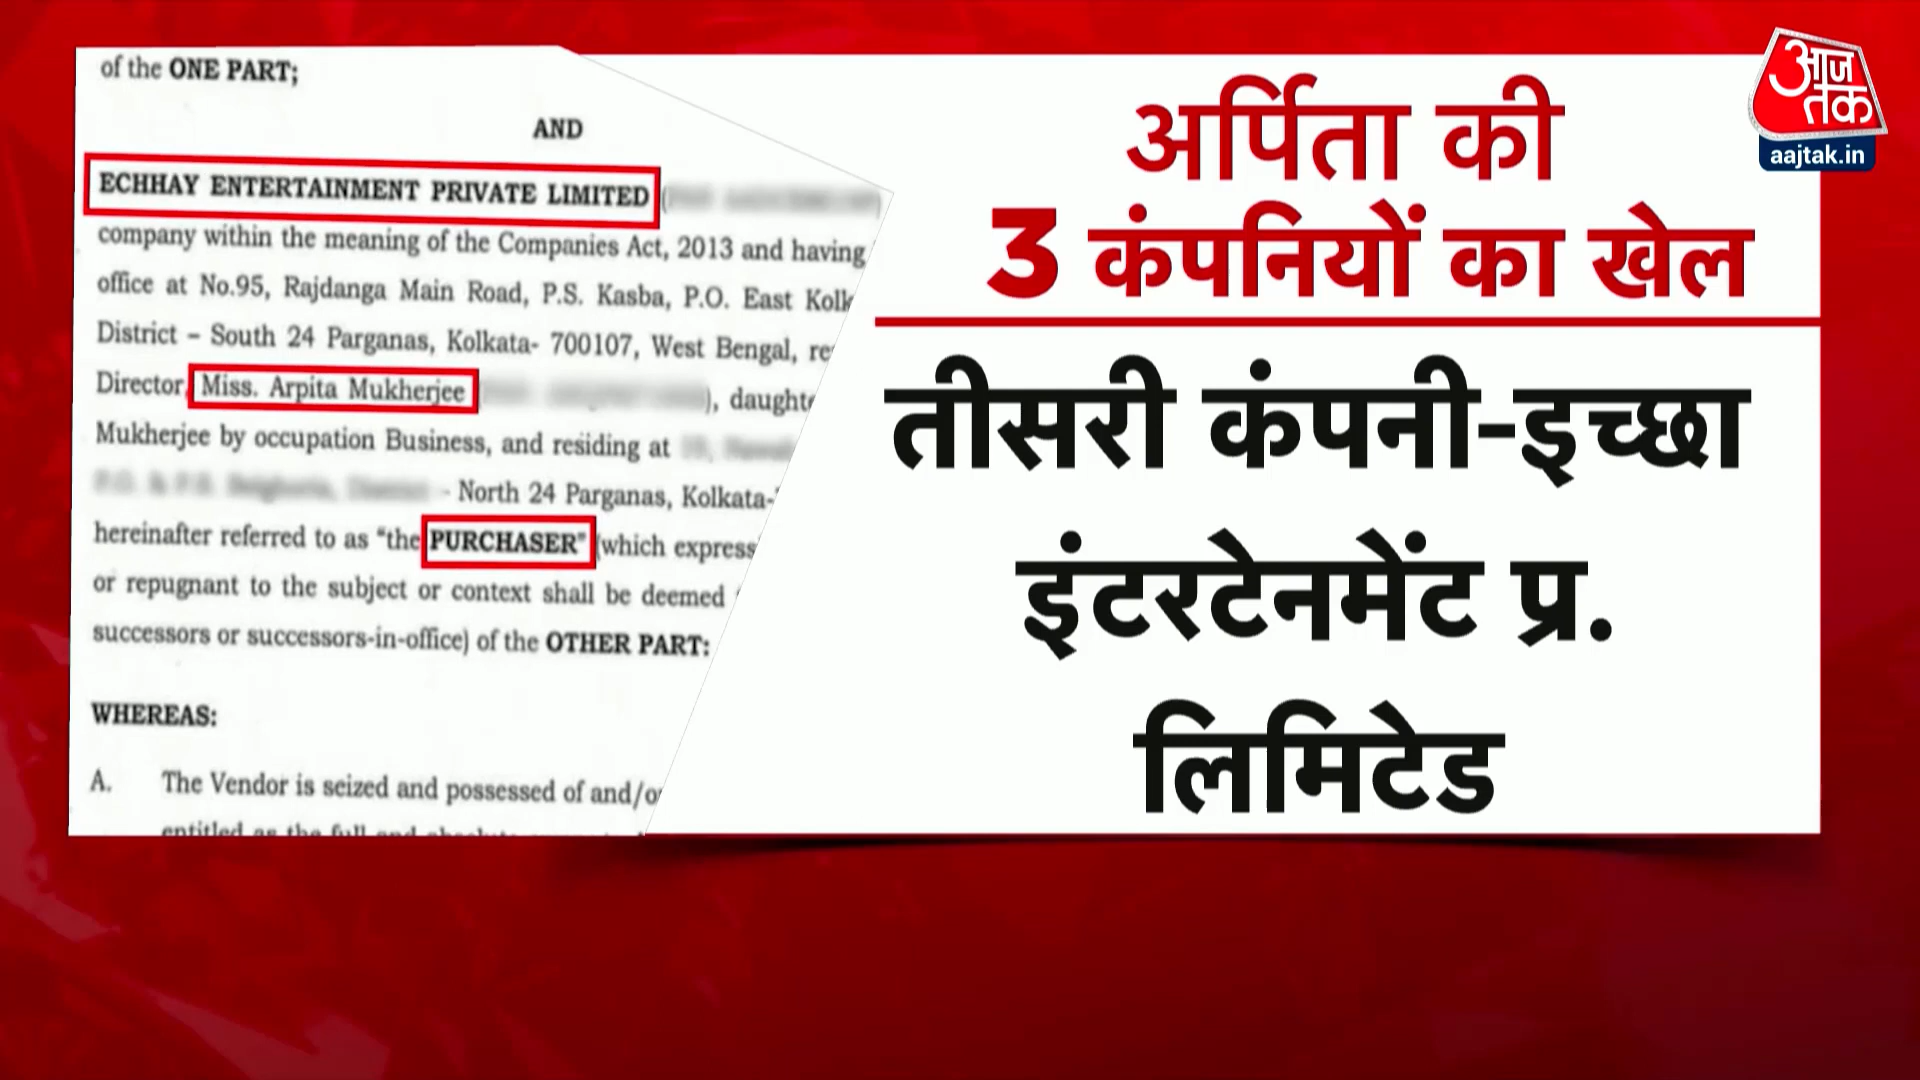 of the ONE PART;
AND
ECHHAY ENTERTAINMENT PRIVATE LIMITED (
company within the meaning of the Companies Act, 2013 and having
office at No.95, Rajdanga Main Road, P.S. Kasba, P.O. East
District – South 24 Parganas, Kolkata- 700107, West Bengal,
Director, Miss. Arpita Mukherjee ),
Mukherjee by occupation Business, and residing at
- North 24 Parganas, Kolkata-
hereinafter referred to as "the PURCHASER" (which
or repugnant to the subject or context shall be deemed
successors or successors-in-office) of the OTHER PART:
WHEREAS:
A. The Vendor is seized and possessed of
अर्पिता की
3 कंपनियों का खेल
तीसरी कंपनी-इच्छा
इंटरटेनमेंट प्र.
लिमिटेड
आज
तक
aajtak.in